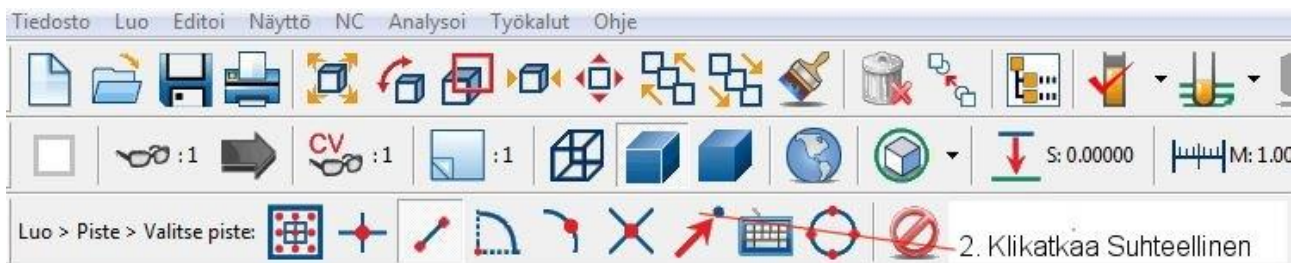 Tiedosto Luo Editoi Näyttö NC Analysoi Työkalut Ohje
:1 CV :1 :1 S: 0.00000 M: 1.00
Luo > Piste > Valitse piste: 2. Klikatkaa Suhteellinen